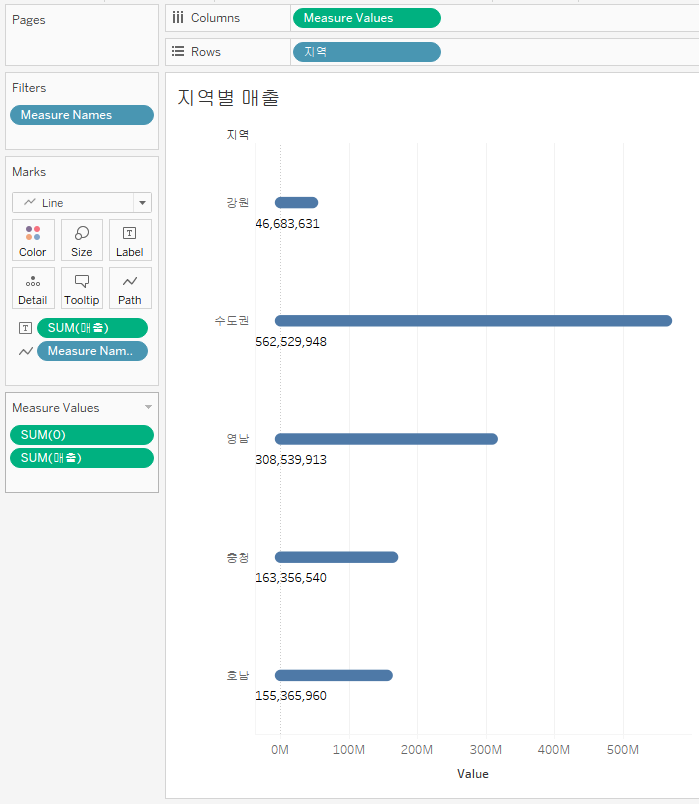 Pages
Columns
Measure Values
Rows
지역
Filters
Measure Names
Marks
Line
Color
Size
Label
Detail
Tooltip
Path
SUM(매출)
Measure Nam..
Measure Values
SUM(0)
SUM(매출)
지역별 매출
지역
강원
46,683,631
수도권
562,529,948
영남
308,539,913
충청
163,356,540
호남
155,365,960
0M 100M 200M 300M 400M 500M
Value